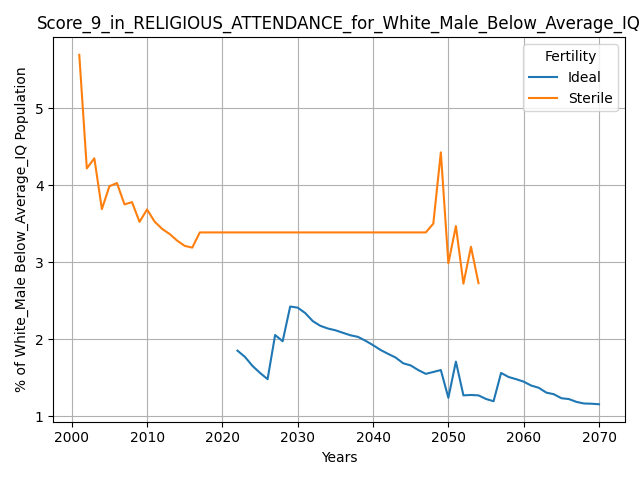 Score_9_in_RELIGIOUS_ATTENDANCE_for_White_Male_Below_Average_IQ
% of White_Male Below_Average_IQ Population
5
4
3
2
1
Fertility
Ideal
Sterile
2000
2010
2020
2030
2040
2050
2060
2070
Years